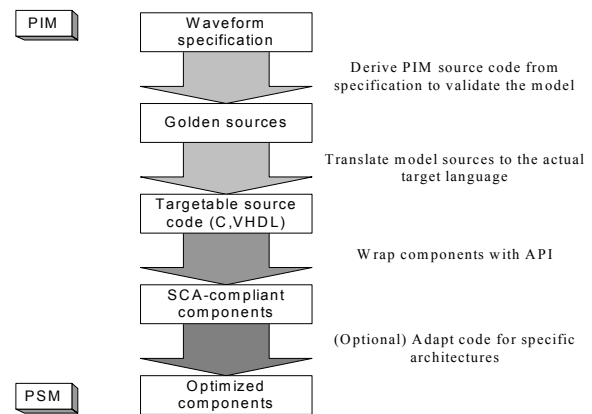 PIM
Waveform
specification
Derive PIM source code from
specification to validate the model
Golden sources
Translate model sources to the actual
target language
Targetable source
code (C,VHDL)
Wrap components with API
SCA-compliant
components
(Optional) Adapt code for specific
architectures
PSM
Optimized
components